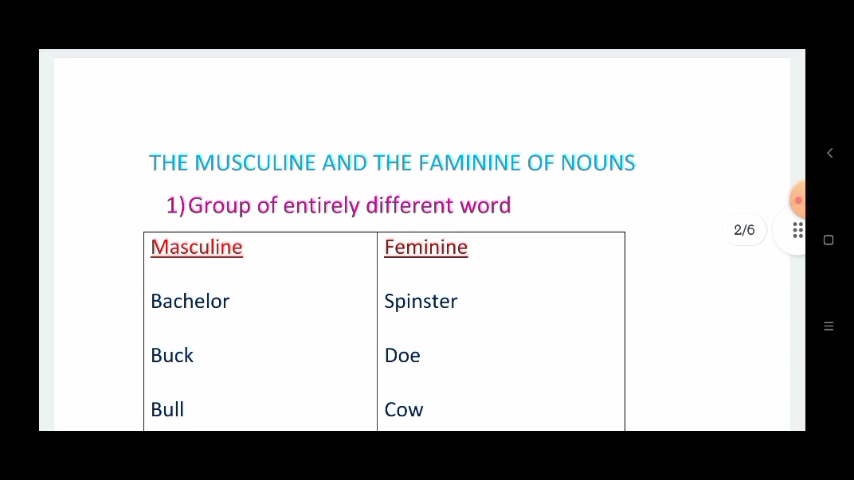 THE MUSCULINE AND THE FAMININE OF NOUNS
1)Group of entirely different word
Masculine Feminine
Bachelor Spinster
Buck Doe
Bull Cow
2/6